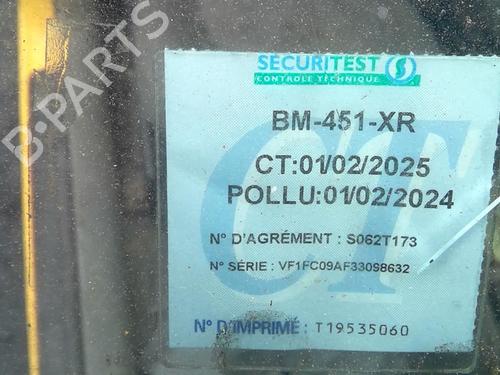 B-PARTS
SECURITEST
CONTROLE TECHNIQUE
S
CT
BM-451-XR
CT:01/02/2025
POLLU:01/02/2024
N° D'AGRÉMENT : S062T173
N° SÉRIE : VF1FC09AF33098632
N° D'IMPRIMÉ : T19535060